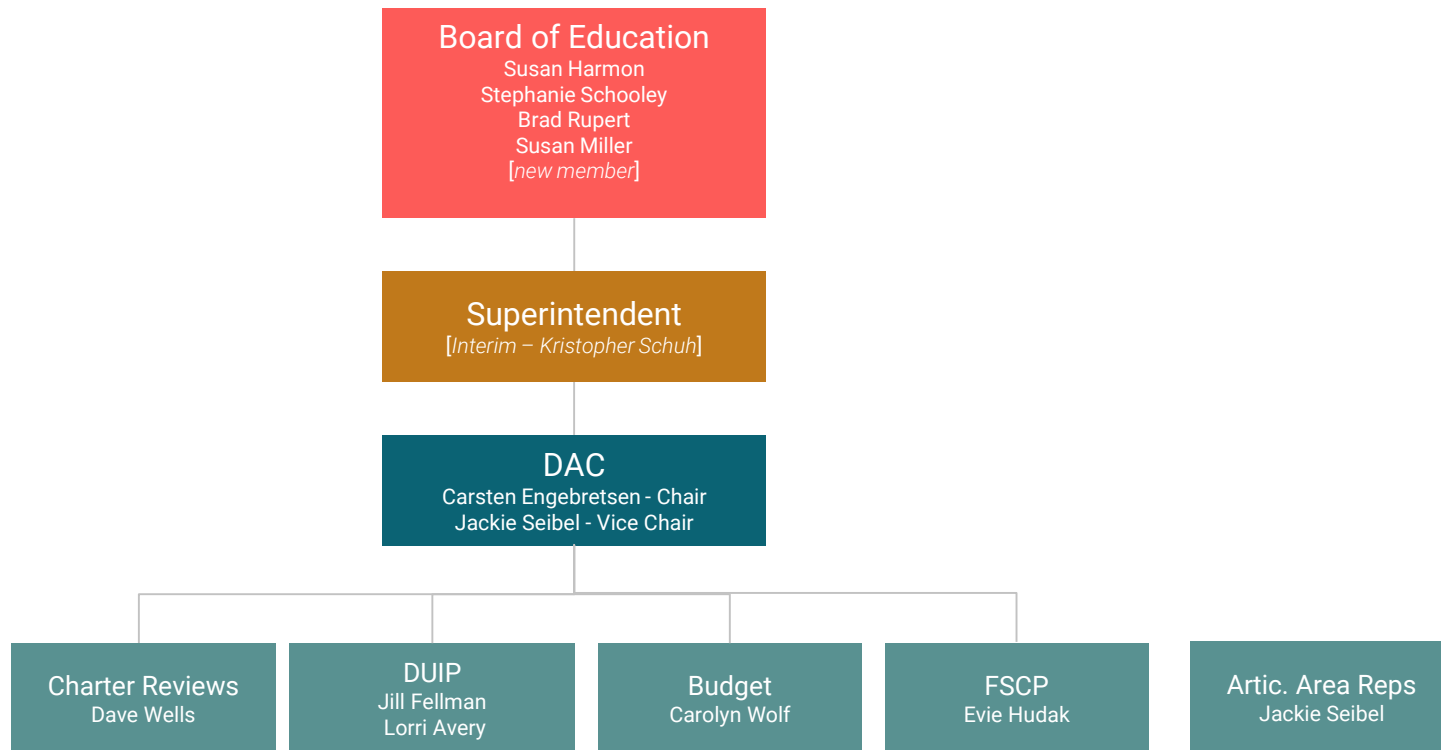 Board of Education
Susan Harmon
Stephanie Schooley
Brad Rupert
Susan Miller
[new member]
Superintendent
[Interim – Kristopher Schuh]
DAC
Carsten Engebretsen - Chair
Jackie Seibel - Vice Chair
Charter Reviews
Dave Wells
DUIP
Jill Fellman
Lorri Avery
Budget
Carolyn Wolf
FSCP
Evie Hudak
Artic. Area Reps
Jackie Seibel